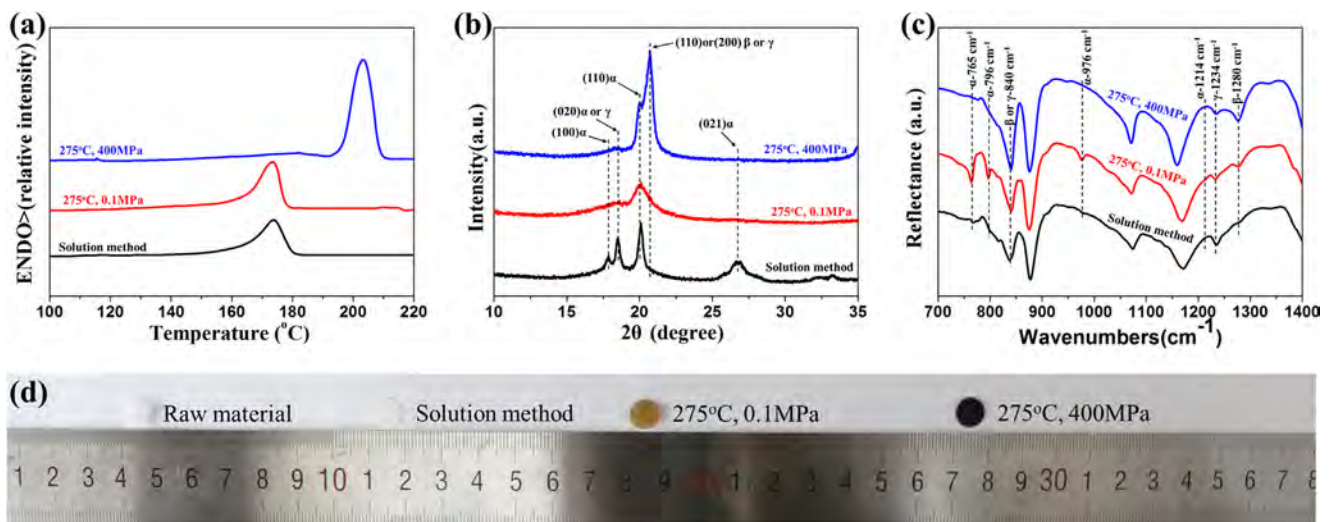 (a)
ENDO>(relative intensity)
275°C, 400MPa
275°C, 0.1MPa
Solution method
100 120 140 160 180 200 220
Temperature (°C)
(b)
Intensity(a.u.)
(110)or(200) β or γ
(110)α
(020)α or γ
(100)α
(021)α
275°C, 400MPa
275°C, 0.1MPa
Solution method
10 15 20 25 30 35
2θ (degree)
(c)
Reflectance (a.u.)
α-765 cm⁻¹
α-796 cm⁻¹
β or γ-840 cm⁻¹
α-976 cm⁻¹
α-1214 cm⁻¹
γ-1234 cm⁻¹
β-1280 cm⁻¹
275°C, 400MPa
275°C, 0.1MPa
Solution method
700 800 900 1000 1100 1200 1300 1400
Wavenumbers(cm⁻¹)
(d)
Raw material Solution method 275°C, 0.1MPa 275°C, 400MPa
1 2 3 4 5 6 7 8 9 10 1 2 3 4 5 6 7 8 9 1 2 3 4 5 6 7 8 9 30 1 2 3 4 5 6 7 8